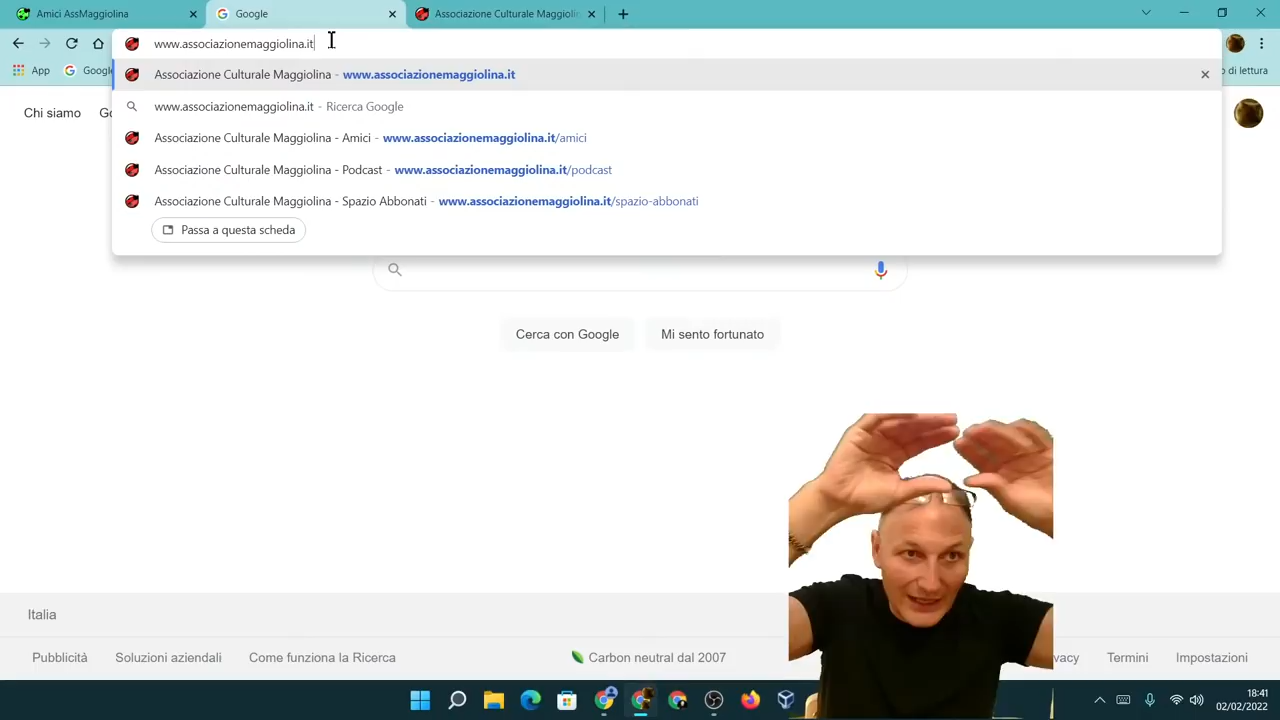 Amici AssMaggiolina
Google
Associazione Culturale Maggiolin
www.associazionemaggiolina.it
App
Google
di lettura
Associazione Culturale Maggiolina - www.associazionemaggiolina.it
www.associazionemaggiolina.it - Ricerca Google
Associazione Culturale Maggiolina - Amici - www.associazionemaggiolina.it/amici
Associazione Culturale Maggiolina - Podcast - www.associazionemaggiolina.it/podcast
Associazione Culturale Maggiolina - Spazio Abbonati - www.associazionemaggiolina.it/spazio-abbonati
Passa a questa scheda
Chi siamo
Cerca con Google
Mi sento fortunato
Italia
Pubblicità
Soluzioni aziendali
Come funziona la Ricerca
Carbon neutral dal 2007
vacy
Termini
Impostazioni
18:41
02/02/2022